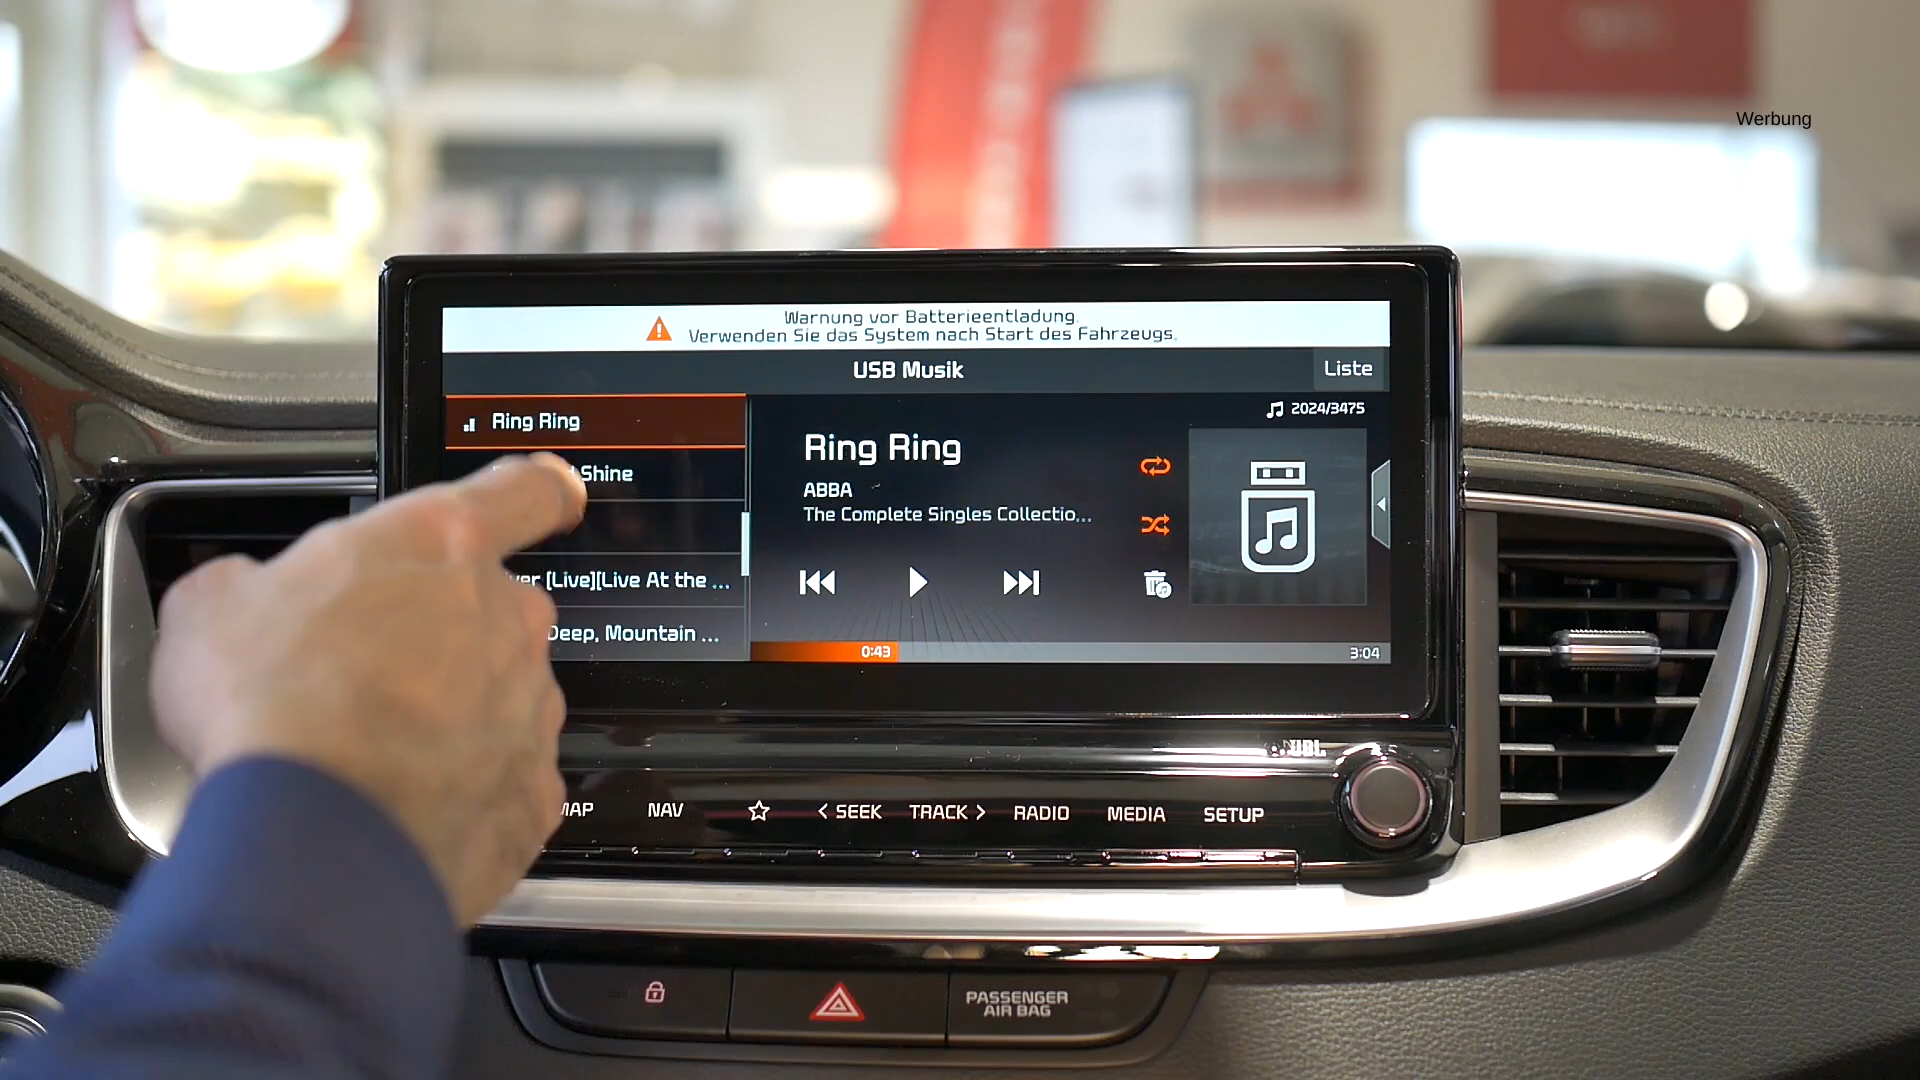 Werbung
Warnung vor Batterieentladung.
Verwenden Sie das System nach Start des Fahrzeugs.
USB Musik
Liste
Ring Ring
Shine
[Live][Live At the ...
Deep, Mountain ...
2024/3475
Ring Ring
ABBA
The Complete Singles Collectio...
0:43
3:04
JBL
NAV
< SEEK
TRACK >
RADIO
MEDIA
SETUP
PASSENGER
AIR BAG